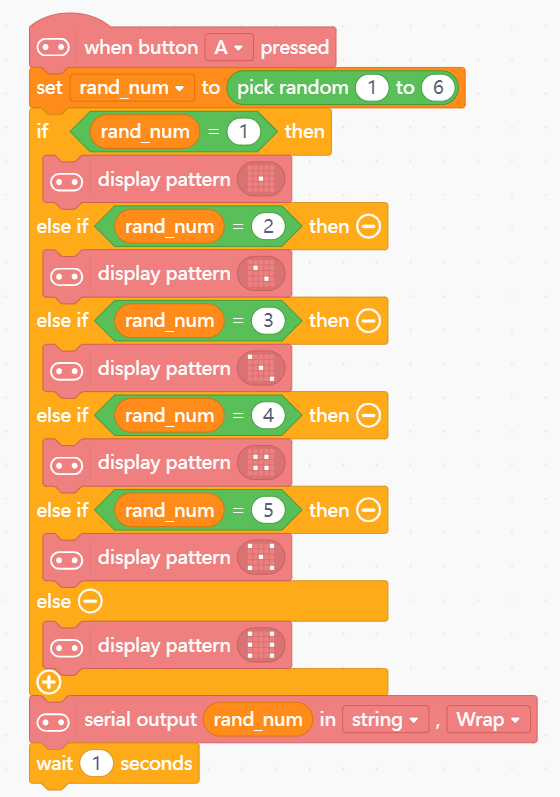 when button A pressed
set rand_num to pick random 1 to 6
if rand_num = 1 then
display pattern
else if rand_num = 2 then
display pattern
else if rand_num = 3 then
display pattern
else if rand_num = 4 then
display pattern
else if rand_num = 5 then
display pattern
else
display pattern
serial output rand_num in string , Wrap
wait 1 seconds